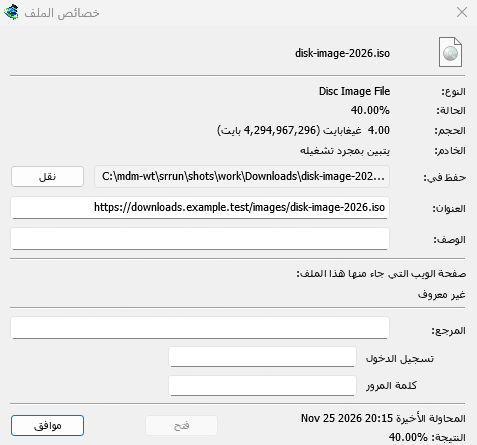 خصائص الملف
disk-image-2026.iso
النوع: Disc Image File
الحالة: 40.00%
الحجم: 4.00 غيغابايت (4,294,967,296 بايت)
الخادم: يتبين بمجرد تشغيله
حفظ في: C:\mdm-wt\srrun\shots\work\Downloads\disk-image-202... نقل
العنوان: https://downloads.example.test/images/disk-image-2026.iso
الوصف:
صفحة الويب التي جاء منها هذا الملف:
غير معروف
المرجع:
تسجيل الدخول
كلمة المرور
المحاولة الأخيرة Nov 25 2026 20:15
النتيجة: 40.00%
فتح
موافق